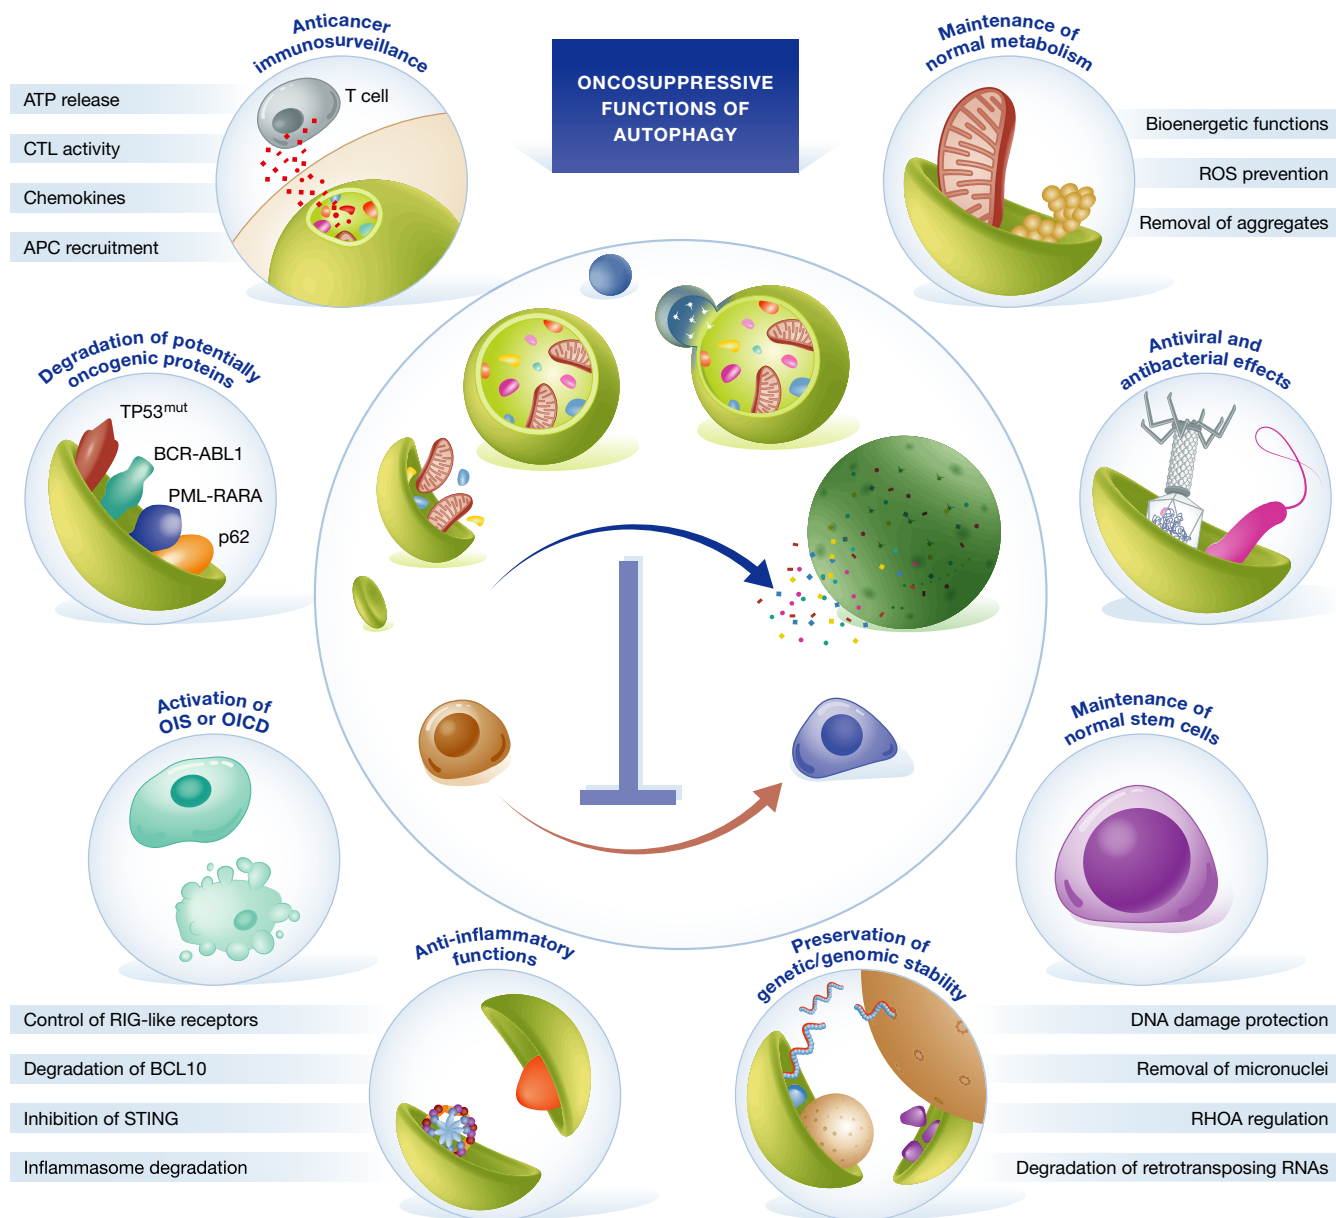 Anticancer
immunosurveillance
ATP release
CTL activity
Chemokines
APC recruitment
T cell
ONCOSUPPRESSIVE
FUNCTIONS OF
AUTOPHAGY
Maintenance of
normal metabolism
Bioenergetic functions
ROS prevention
Removal of aggregates
Degradation of potentially
oncogenic proteins
TP53mut
BCR-ABL1
PML-RARA
p62
Antiviral and
antibacterial effects
Activation of
OIS or OICD
Maintenance of
normal stem cells
Anti-inflammatory
functions
Control of RIG-like receptors
Degradation of BCL10
Inhibition of STING
Inflammasome degradation
Preservation of
genetic/genomic stability
DNA damage protection
Removal of micronuclei
RHOA regulation
Degradation of retrotransposing RNAs